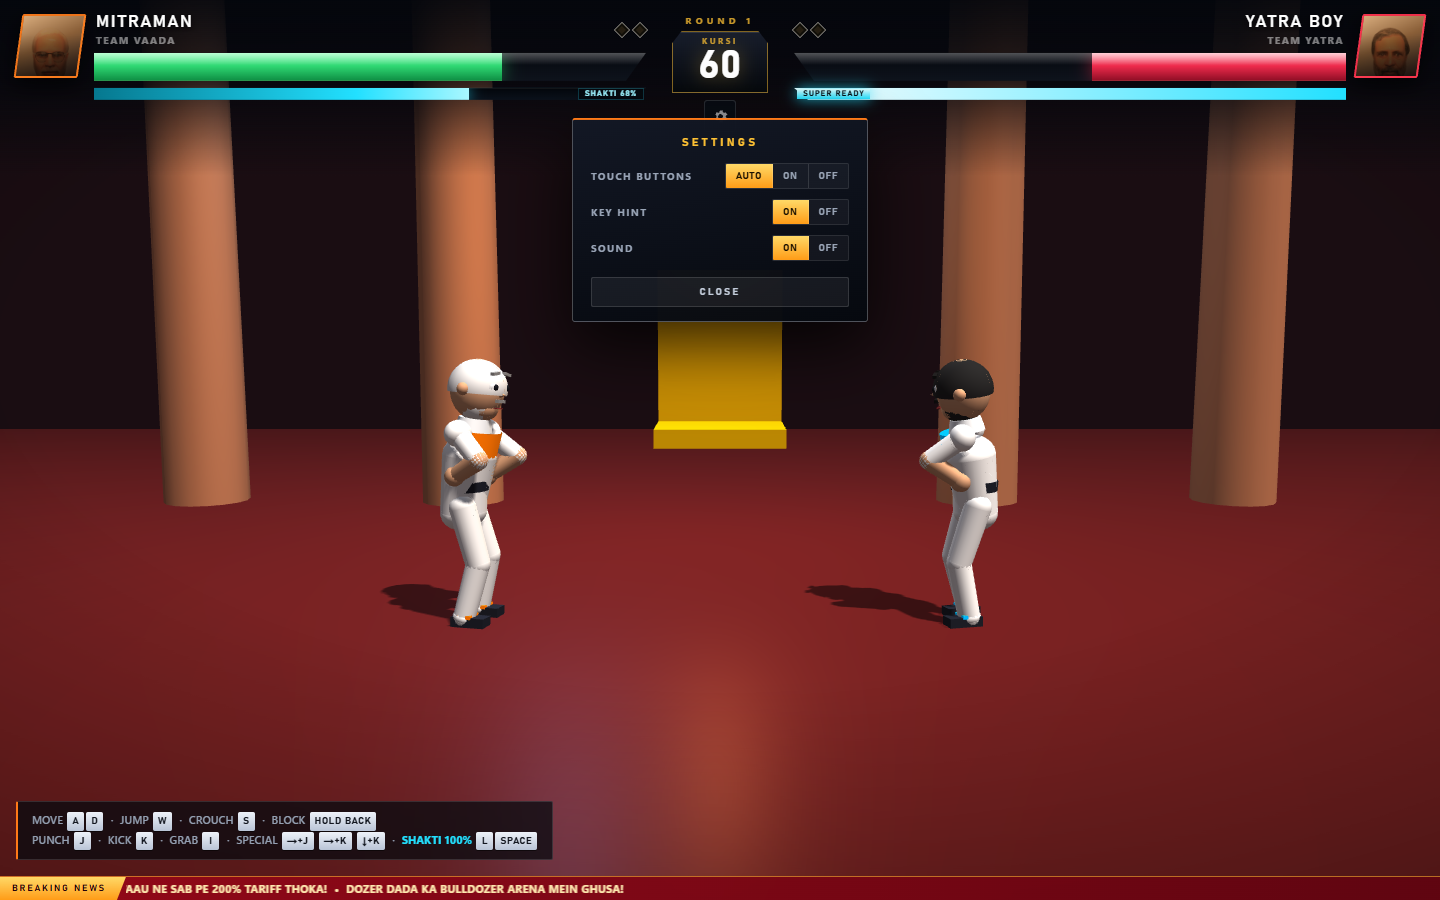 MITRAMAN
TEAM VAADA
SHAKTI 68%
ROUND 1
KURSI
60
YATRA BOY
TEAM YATRA
SUPER READY
SETTINGS
TOUCH BUTTONS AUTO ON OFF
KEY HINT ON OFF
SOUND ON OFF
CLOSE
MOVE A D · JUMP W · CROUCH S · BLOCK HOLD BACK
PUNCH J · KICK K · GRAB I · SPECIAL →+J →+K ↓+K · SHAKTI 100% L SPACE
BREAKING NEWS AAU NE SAB PE 200% TARIFF THOKA! • DOZER DADA KA BULLDOZER ARENA MEIN GHUSA!